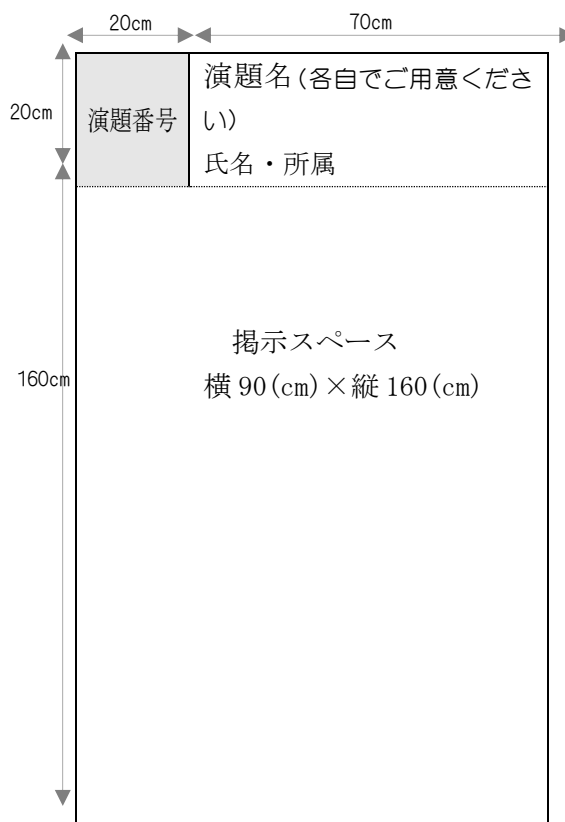 20cm
70cm
20cm
演題番号
演題名(各自でご用意くださ
い)
氏名・所属
掲示スペース
160cm
横 90(cm)×縦 160(cm)